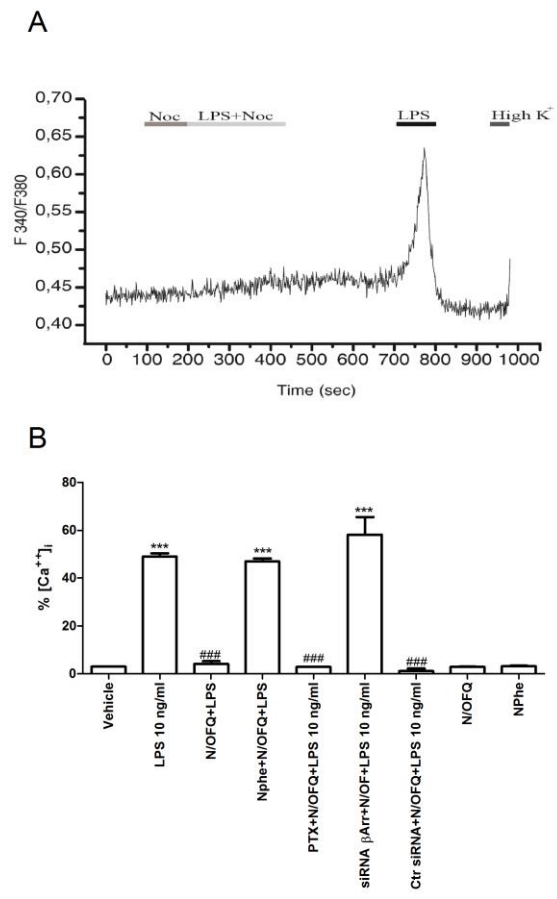 A
Noc LPS+Noc LPS High K+
0,70
0,65
0,60
0,55
0,50
0,45
0,40
F 340/F380
0 100 200 300 400 500 600 700 800 900 1000
Time (sec)
B
80
60
40
20
0
% [Ca++]i
*** *** ***
### ### ###
Vehicle
LPS 10 ng/ml
N/OFQ+LPS
Nphe+N/OFQ+LPS
PTX+N/OFQ+LPS 10 ng/ml
siRNA βArr+N/OF+LPS 10 ng/ml
Ctr siRNA+N/OFQ+LPS 10 ng/ml
N/OFQ
NPhe